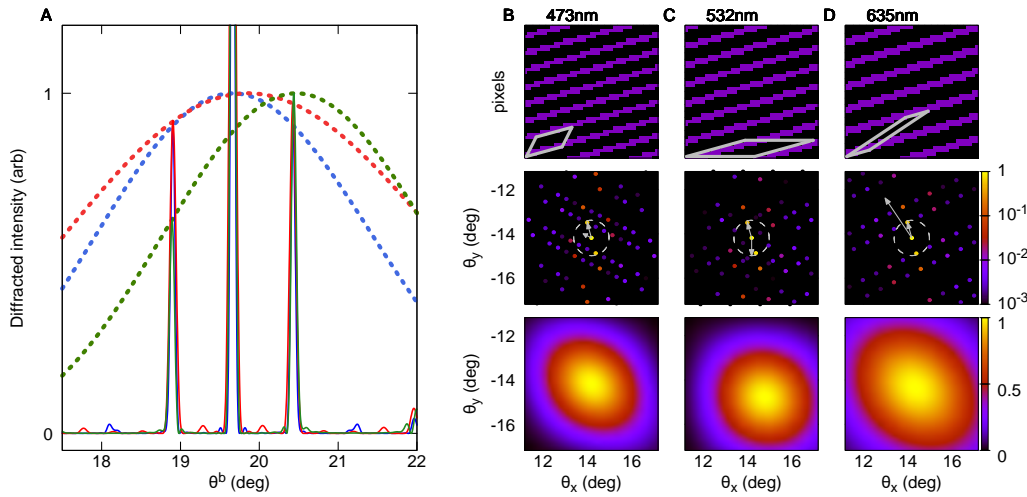 A
B 473nm
C 532nm
D 635nm
Diffracted intensity (arb)
1
0
18 19 20 21 22
θᵇ (deg)
pixels
θy (deg)
-12
-14
-16
1
10⁻¹
10⁻²
10⁻³
θy (deg)
-12
-14
-16
1
0.5
0
12 14 16
12 14 16
12 14 16
θx (deg)
θx (deg)
θx (deg)